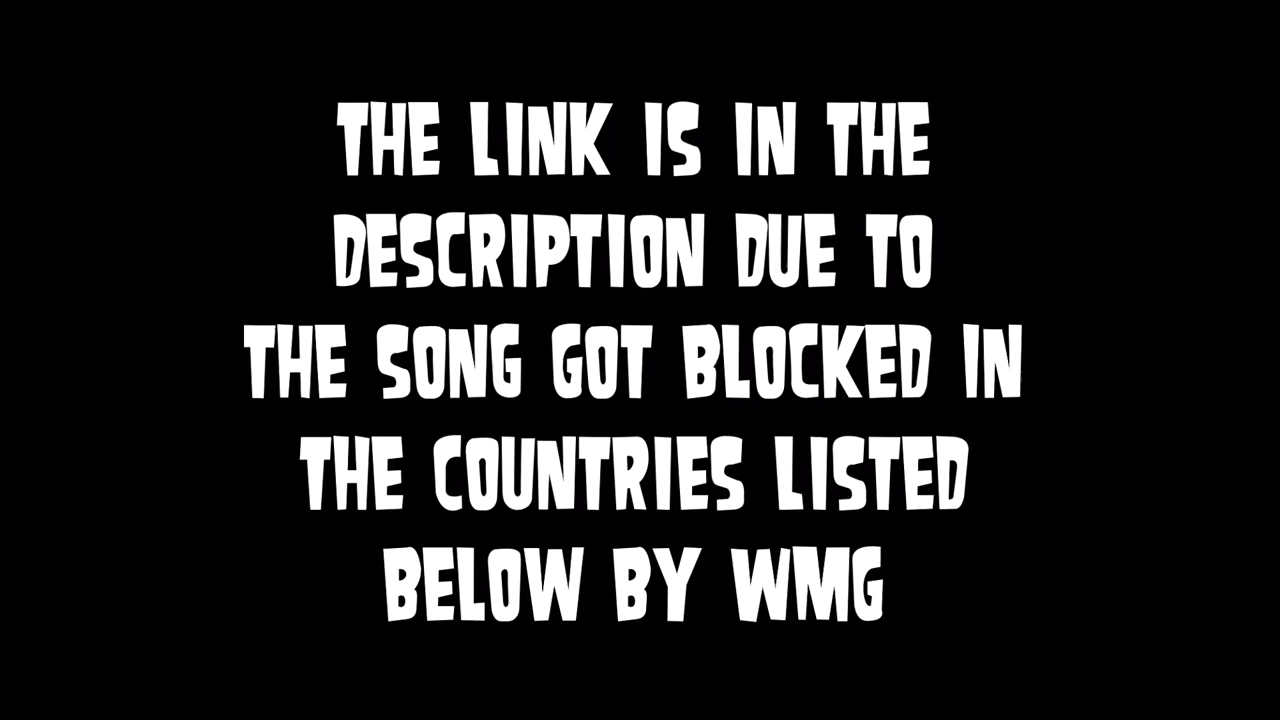 THE LINK IS IN THE
DESCRIPTION DUE TO
THE SONG GOT BLOCKED IN
THE COUNTRIES LISTED
BELOW BY WMG